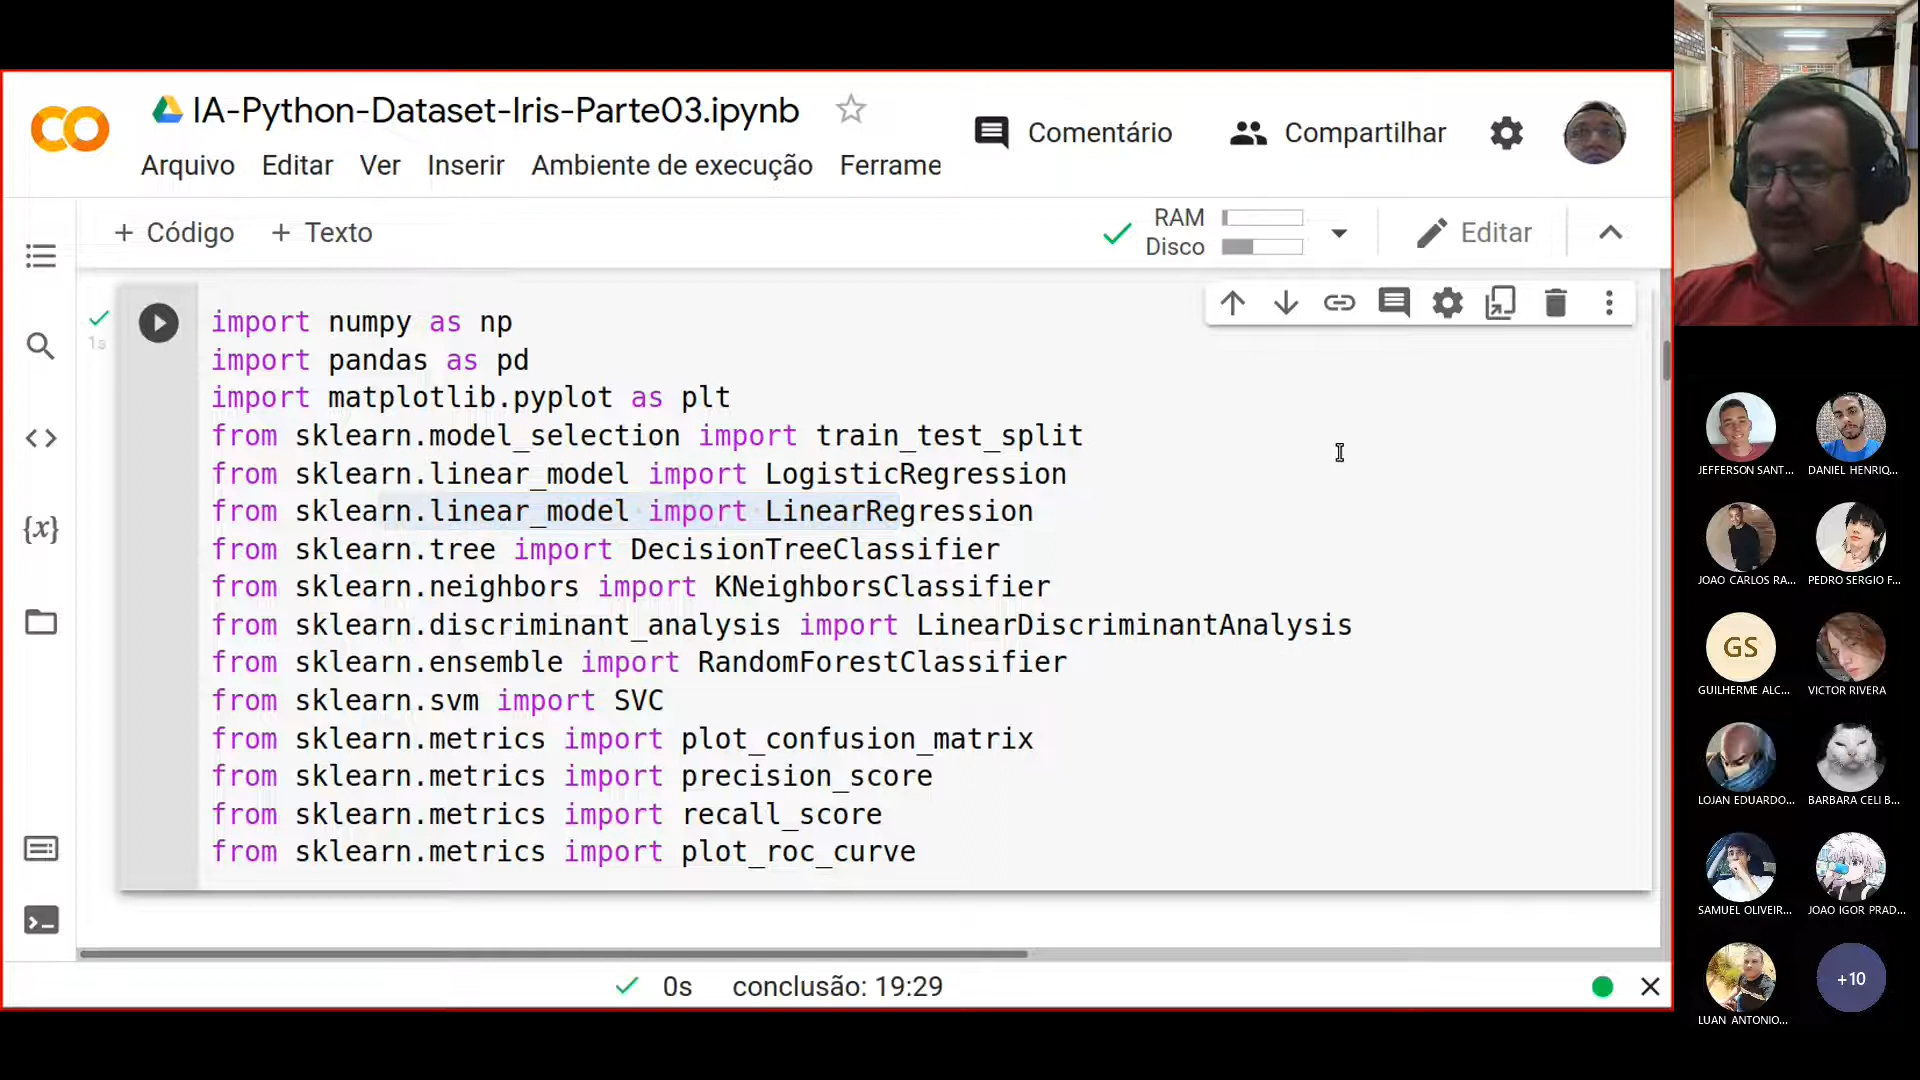 IA-Python-Dataset-Iris-Parte03.ipynb
Comentário
Compartilhar
Arquivo Editar Ver Inserir Ambiente de execução Ferrame
+ Código + Texto
RAM
Disco
Editar
1s
import numpy as np
import pandas as pd
import matplotlib.pyplot as plt
from sklearn.model_selection import train_test_split
from sklearn.linear_model import LogisticRegression
from sklearn.linear_model import LinearRegression
from sklearn.tree import DecisionTreeClassifier
from sklearn.neighbors import KNeighborsClassifier
from sklearn.discriminant_analysis import LinearDiscriminantAnalysis
from sklearn.ensemble import RandomForestClassifier
from sklearn.svm import SVC
from sklearn.metrics import plot_confusion_matrix
from sklearn.metrics import precision_score
from sklearn.metrics import recall_score
from sklearn.metrics import plot_roc_curve
{x}
0s conclusão: 19:29
JEFFERSON SANT... DANIEL HENRIQ...
JOAO CARLOS RA... PEDRO SERGIO F...
GS
GUILHERME ALC... VICTOR RIVERA
LOJAN EDUARDO... BARBARA CELI B...
SAMUEL OLIVEIR... JOAO IGOR PRAD...
+10
LUAN ANTONIO...